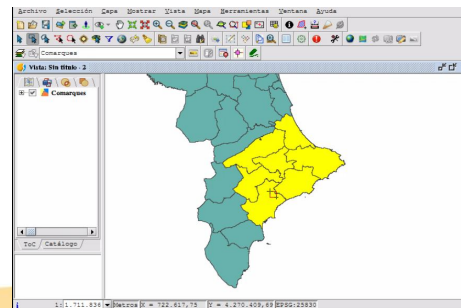 Archivo Selección Capa Mostrar Vista Mapa Herramientas Ventana Ayuda
Comarques
Vista: Sin título - 2
Comarques
ToC Catálogo
1: 1.711.836 Metros X = 722.617,75 Y = 4.270.409,69 EPSG:25830